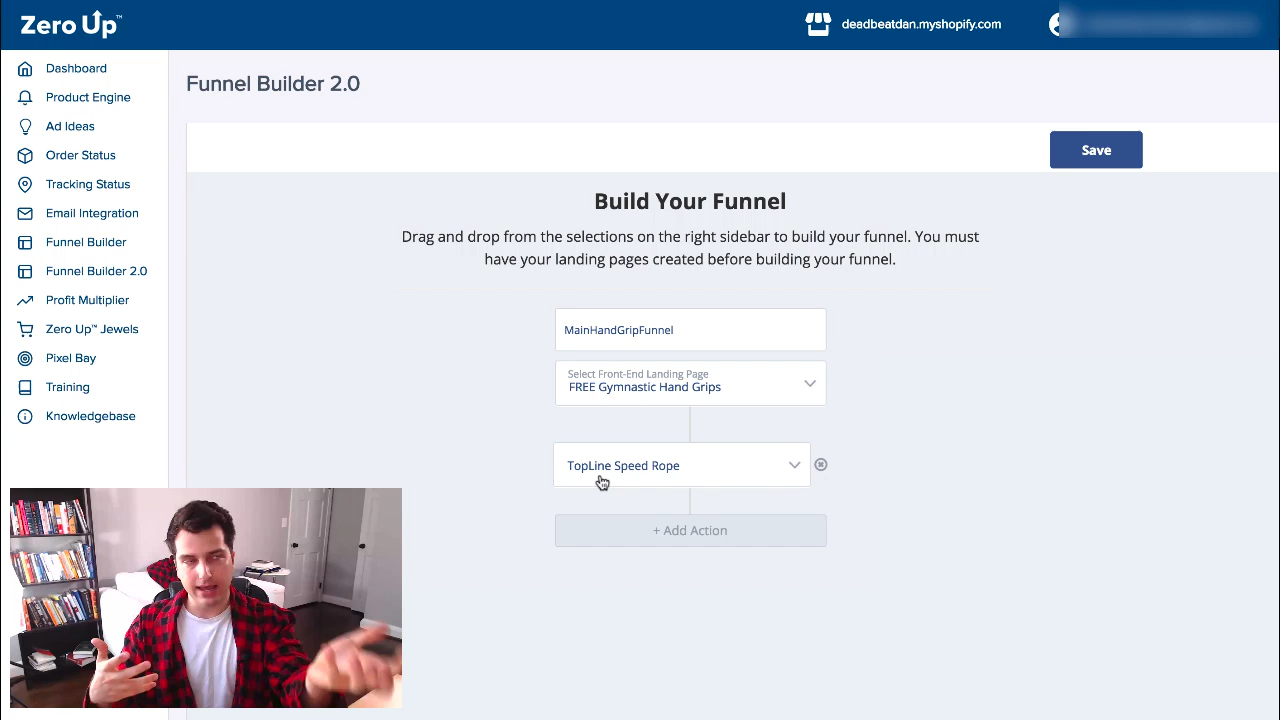 Zero Up™
deadbeatdan.myshopify.com
Dashboard
Product Engine
Ad Ideas
Order Status
Tracking Status
Email Integration
Funnel Builder
Funnel Builder 2.0
Profit Multiplier
Zero Up™ Jewels
Pixel Bay
Training
Knowledgebase
Funnel Builder 2.0
Save
Build Your Funnel
Drag and drop from the selections on the right sidebar to build your funnel. You must
have your landing pages created before building your funnel.
MainHandGripFunnel
Select Front-End Landing Page
FREE Gymnastic Hand Grips
TopLine Speed Rope
+ Add Action